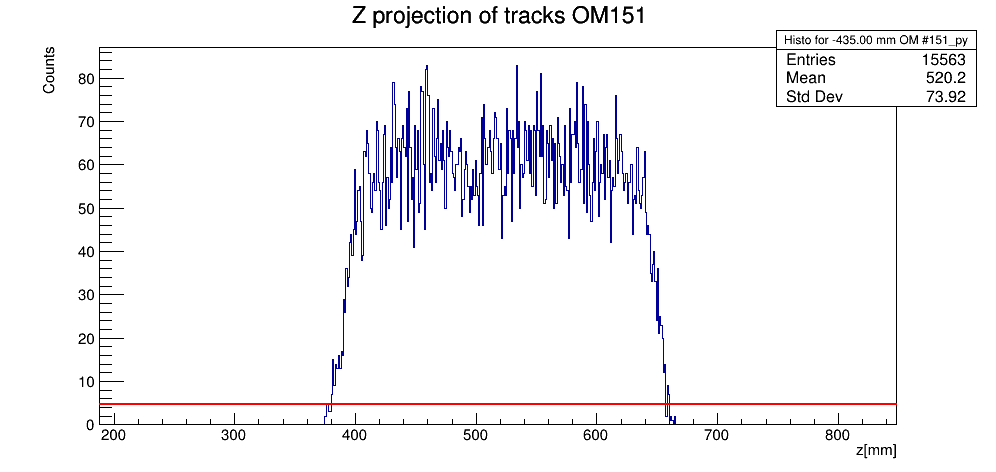 Z projection of tracks OM151
Histo for -435.00 mm OM #151_py
Entries 15563
Mean 520.2
Std Dev 73.92
Counts
80
70
60
50
40
30
20
10
0
200 300 400 500 600 700 800
z[mm]